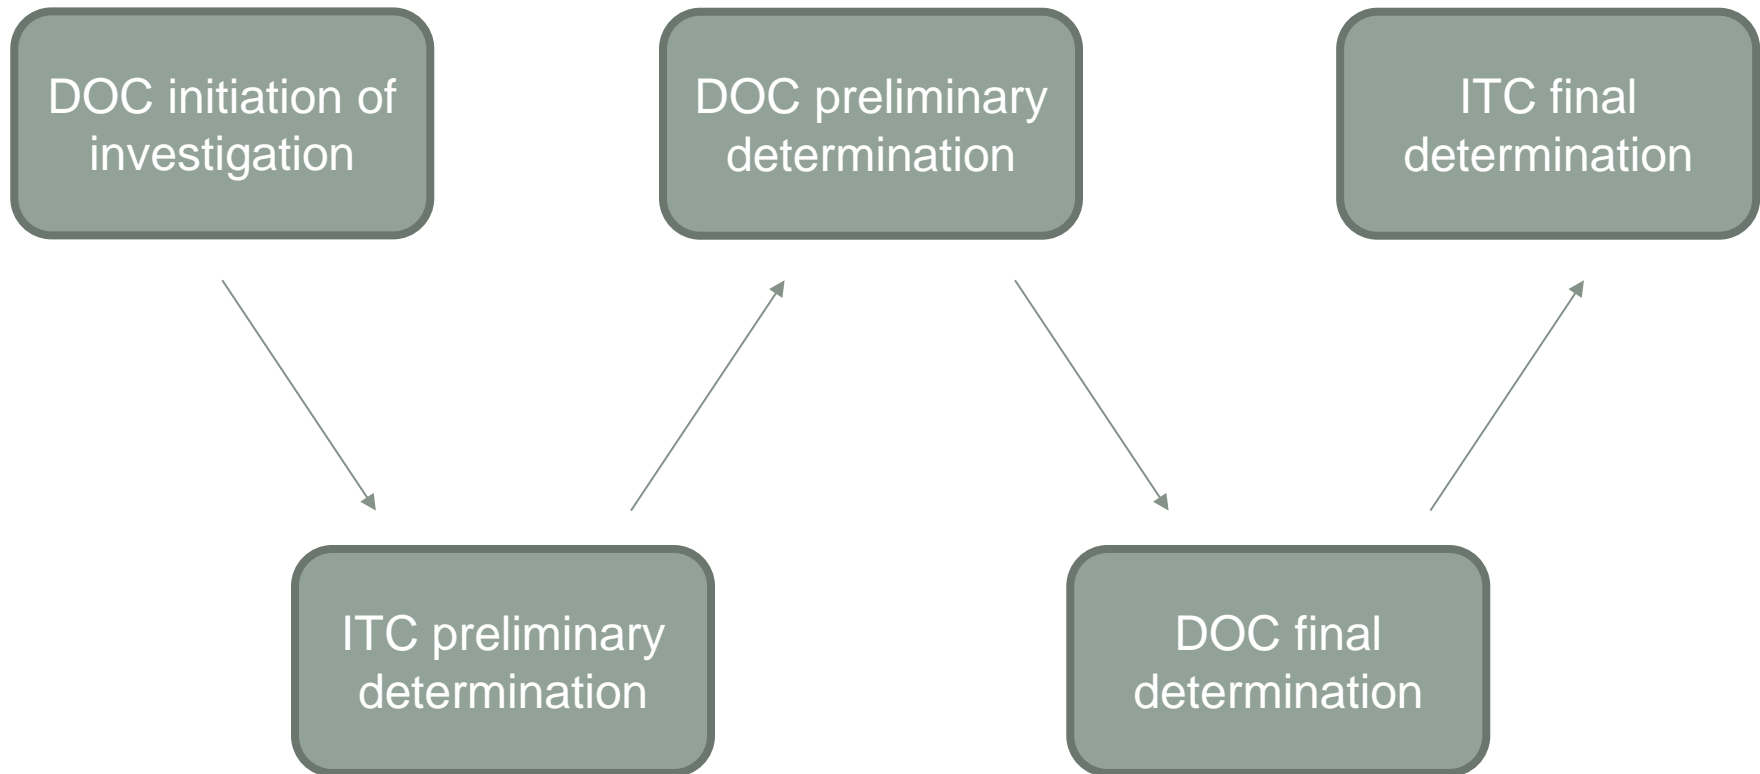 DOC initiation of
investigation
ITC preliminary
determination
DOC preliminary
determination
DOC final
determination
ITC final
determination